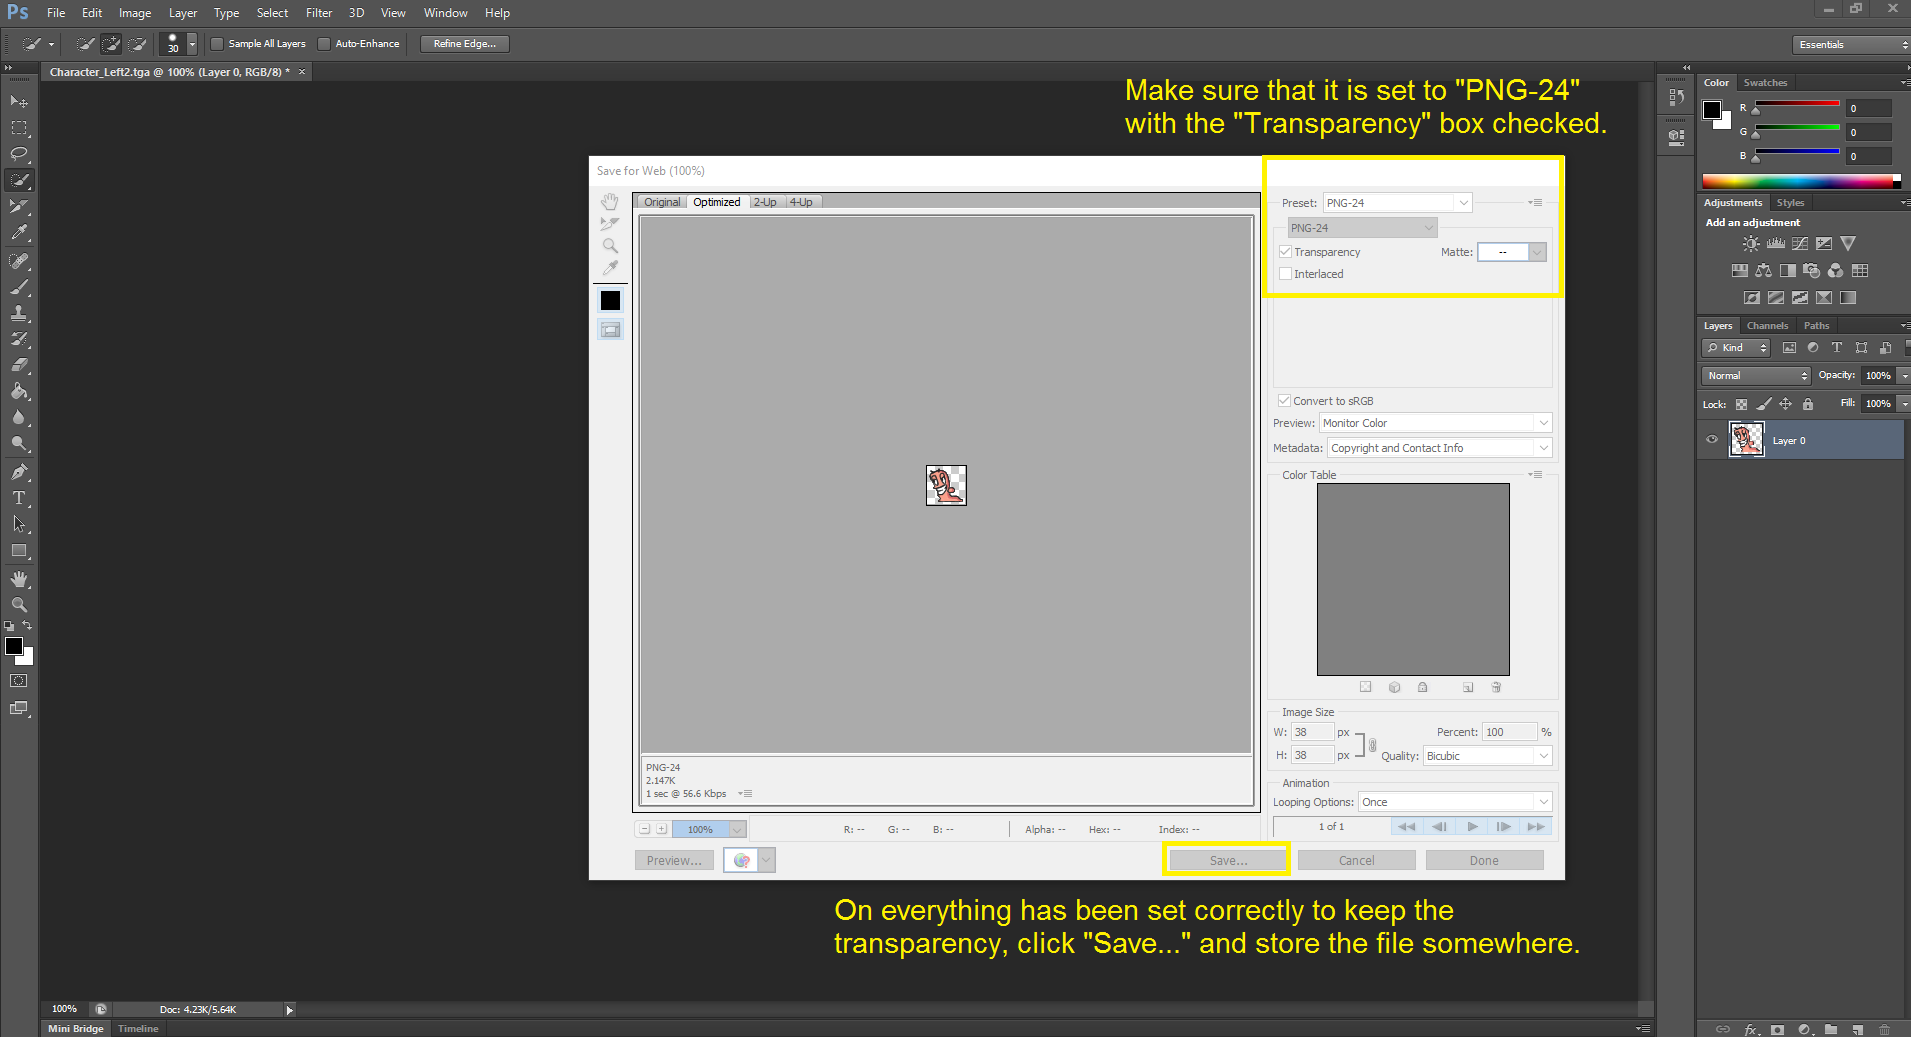 Ps File Edit Image Layer Type Select Filter 3D View Window Help
30 Sample All Layers Auto-Enhance Refine Edge... Essentials
Character_Left2.tga @ 100% (Layer 0, RGB/8) * ×
Make sure that it is set to "PNG-24"
with the "Transparency" box checked.
Save for Web (100%)
Original Optimized 2-Up 4-Up
Preset: PNG-24
PNG-24
Transparency Matte: --
Interlaced
Convert to sRGB
Preview: Monitor Color
Metadata: Copyright and Contact Info
Color Table
Image Size
W: 38 px Percent: 100 %
H: 38 px Quality: Bicubic
Animation
Looping Options: Once
1 of 1
PNG-24
2.147K
1 sec @ 56.6 Kbps
100% R: -- G: -- B: -- Alpha: -- Hex: -- Index: --
Preview... Save... Cancel Done
On everything has been set correctly to keep the
transparency, click "Save..." and store the file somewhere.
Color Swatches
R 0
G 0
B 0
Adjustments Styles
Add an adjustment
Layers Channels Paths
Kind
Normal Opacity: 100%
Lock: Fill: 100%
Layer 0
100% Doc: 4.23K/5.64K
Mini Bridge Timeline
fx